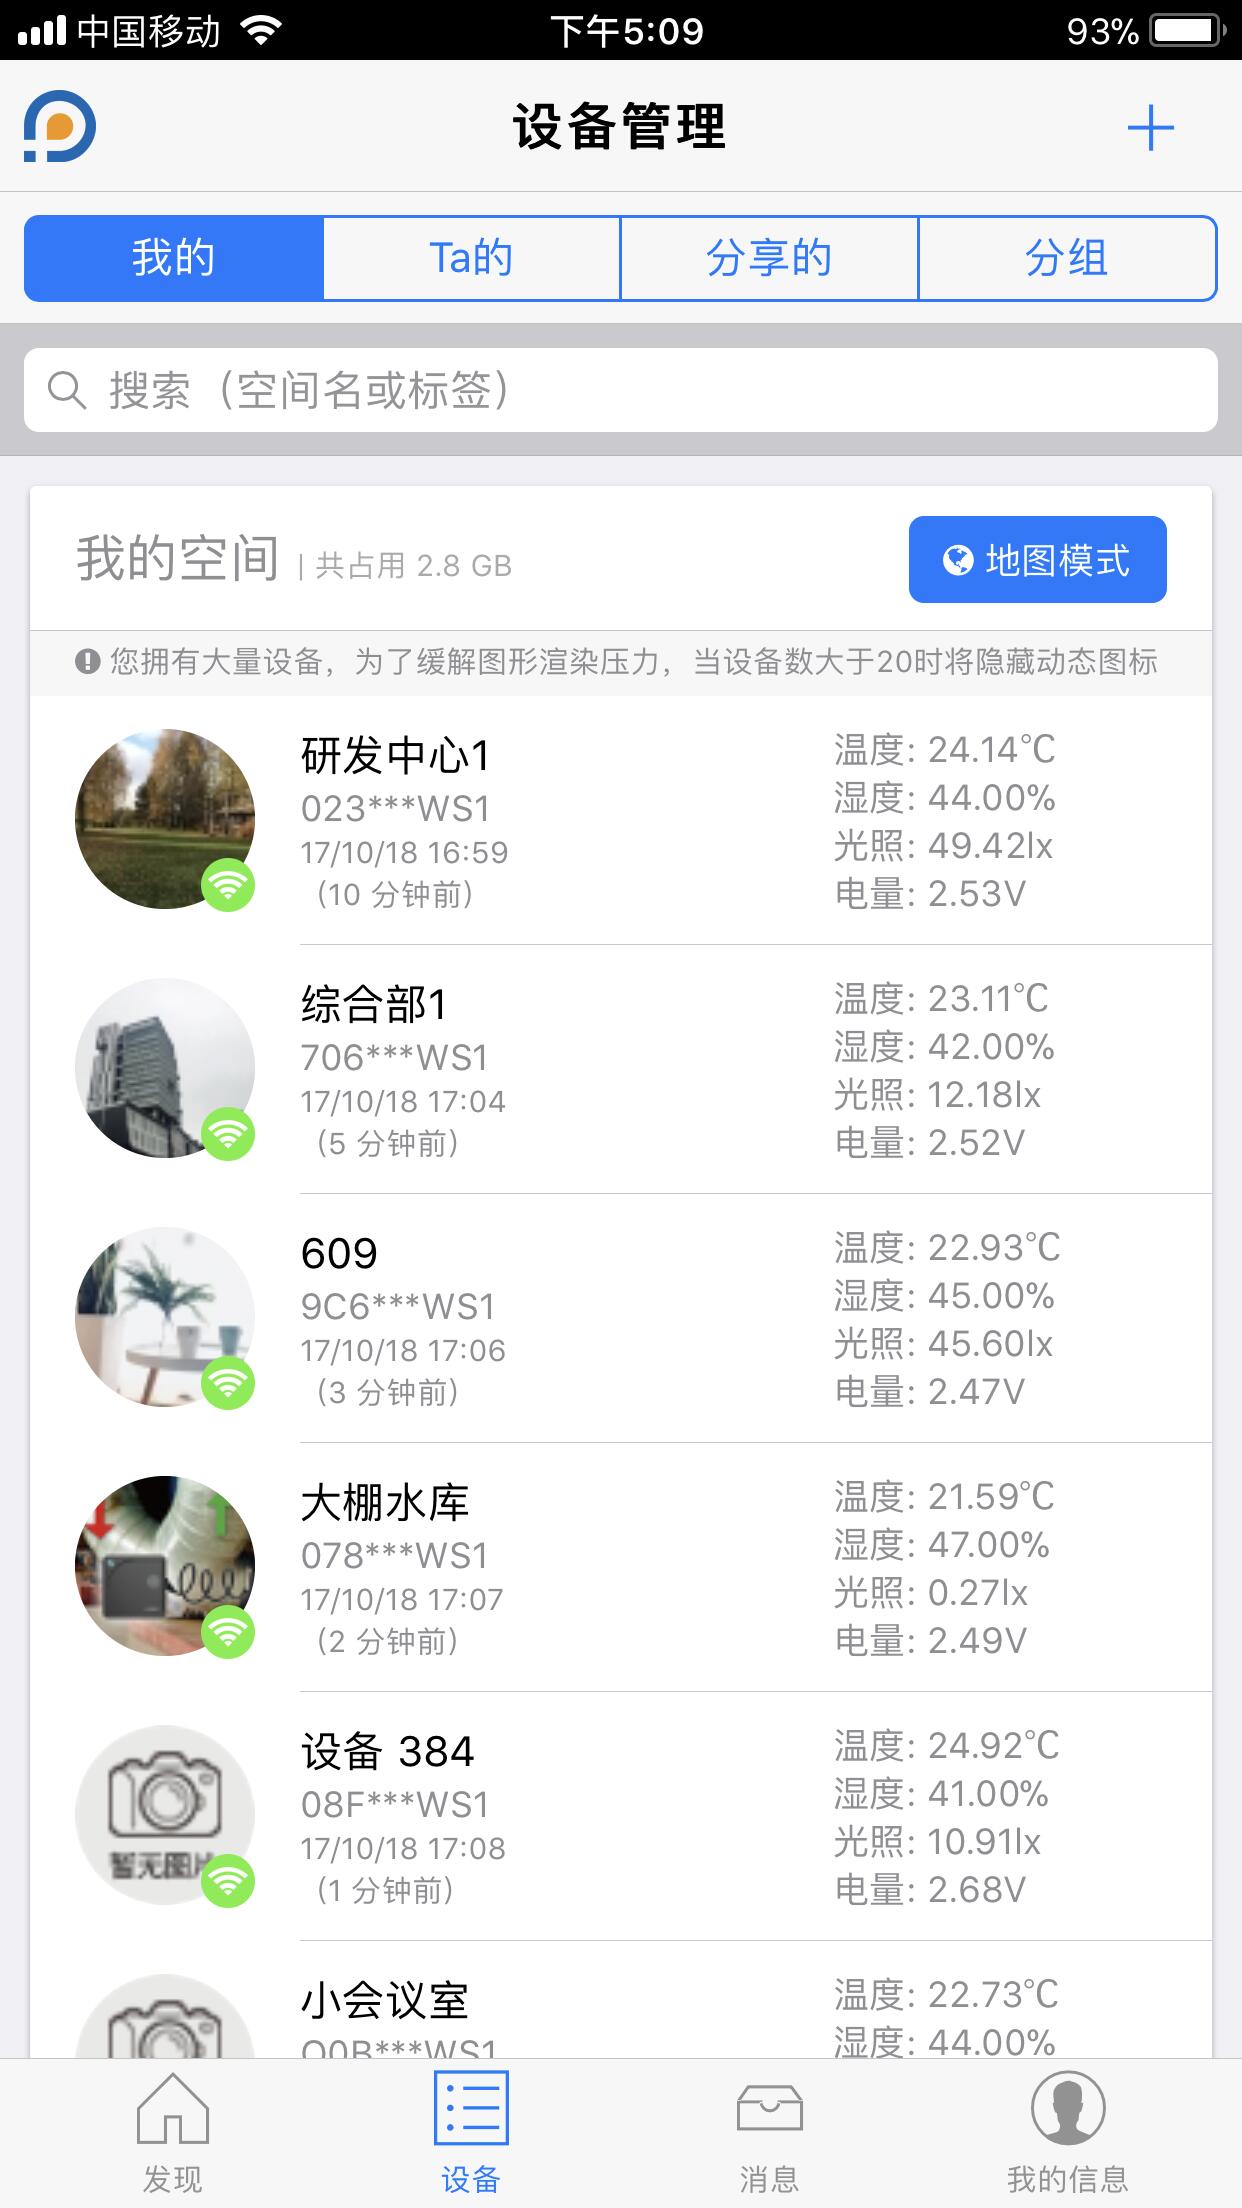 中国移动 下午5:09 93%
设备管理
我的 Ta的 分享的 分组
搜索（空间名或标签）
我的空间 | 共占用 2.8 GB 地图模式
您拥有大量设备，为了缓解图形渲染压力，当设备数大于20时将隐藏动态图标
研发中心1
023***WS1
17/10/18 16:59
（10 分钟前）
温度: 24.14℃
湿度: 44.00%
光照: 49.42lx
电量: 2.53V
综合部1
706***WS1
17/10/18 17:04
（5 分钟前）
温度: 23.11℃
湿度: 42.00%
光照: 12.18lx
电量: 2.52V
609
9C6***WS1
17/10/18 17:06
（3 分钟前）
温度: 22.93℃
湿度: 45.00%
光照: 45.60lx
电量: 2.47V
大棚水库
078***WS1
17/10/18 17:07
（2 分钟前）
温度: 21.59℃
湿度: 47.00%
光照: 0.27lx
电量: 2.49V
暂无图片
设备 384
08F***WS1
17/10/18 17:08
（1 分钟前）
温度: 24.92℃
湿度: 41.00%
光照: 10.91lx
电量: 2.68V
小会议室
温度: 22.73℃
湿度: 44.00%
发现 设备 消息 我的信息